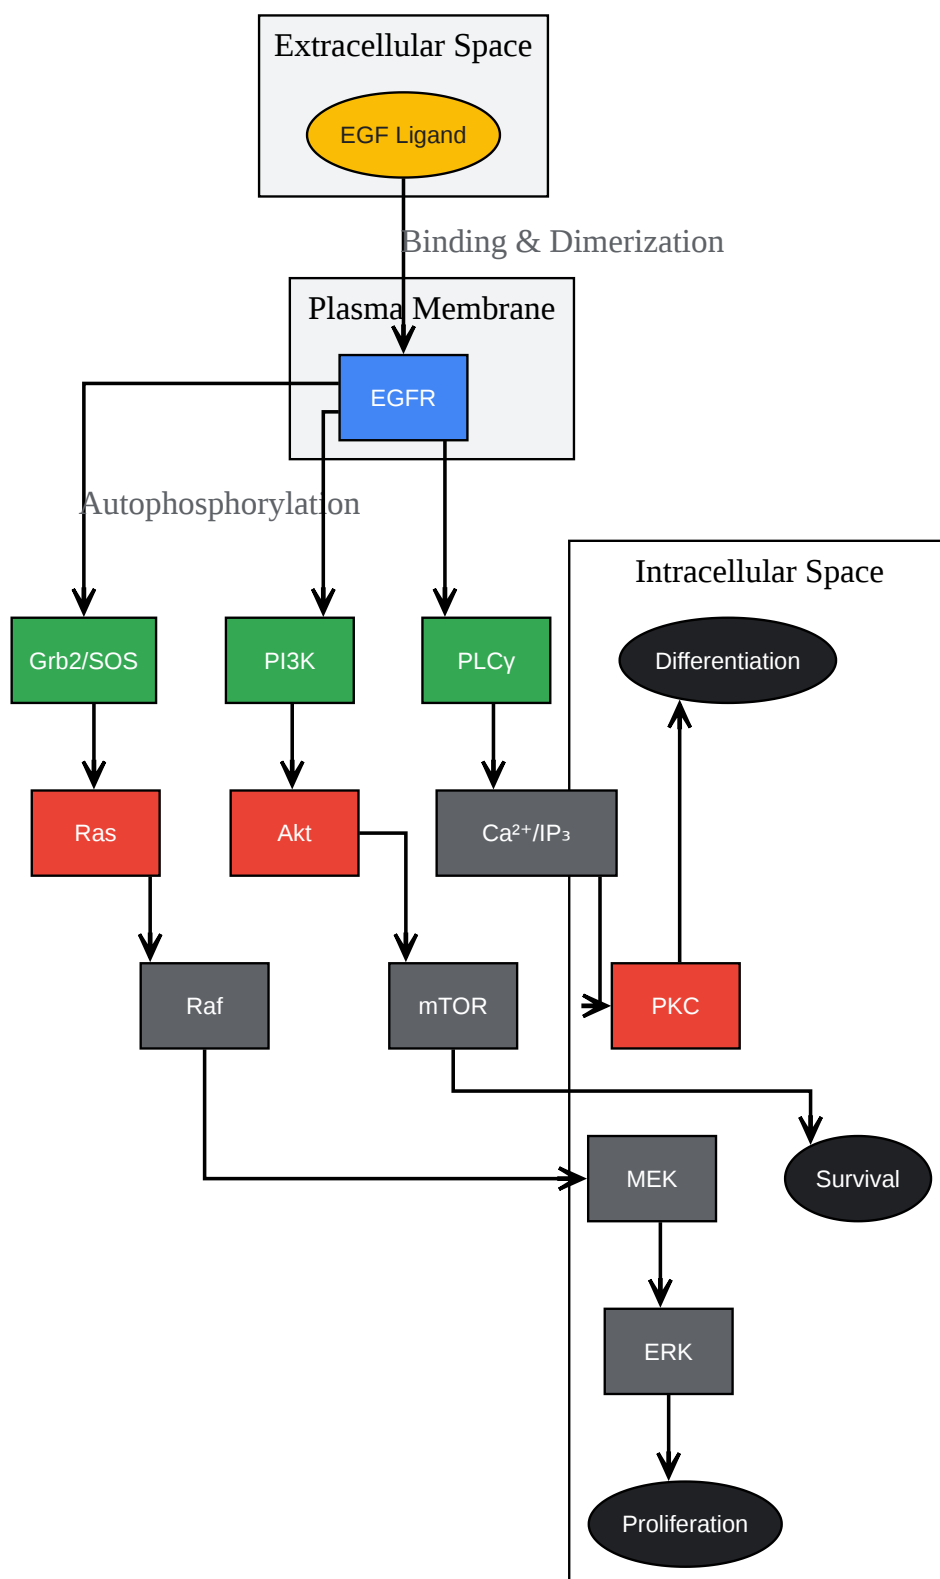 Extracellular Space
EGF Ligand
Binding & Dimerization
Plasma Membrane
EGFR
Autophosphorylation
Intracellular Space
Grb2/SOS
PI3K
PLCγ
Differentiation
Ras
Akt
Ca²⁺/IP₃
Raf
mTOR
PKC
MEK
Survival
ERK
Proliferation